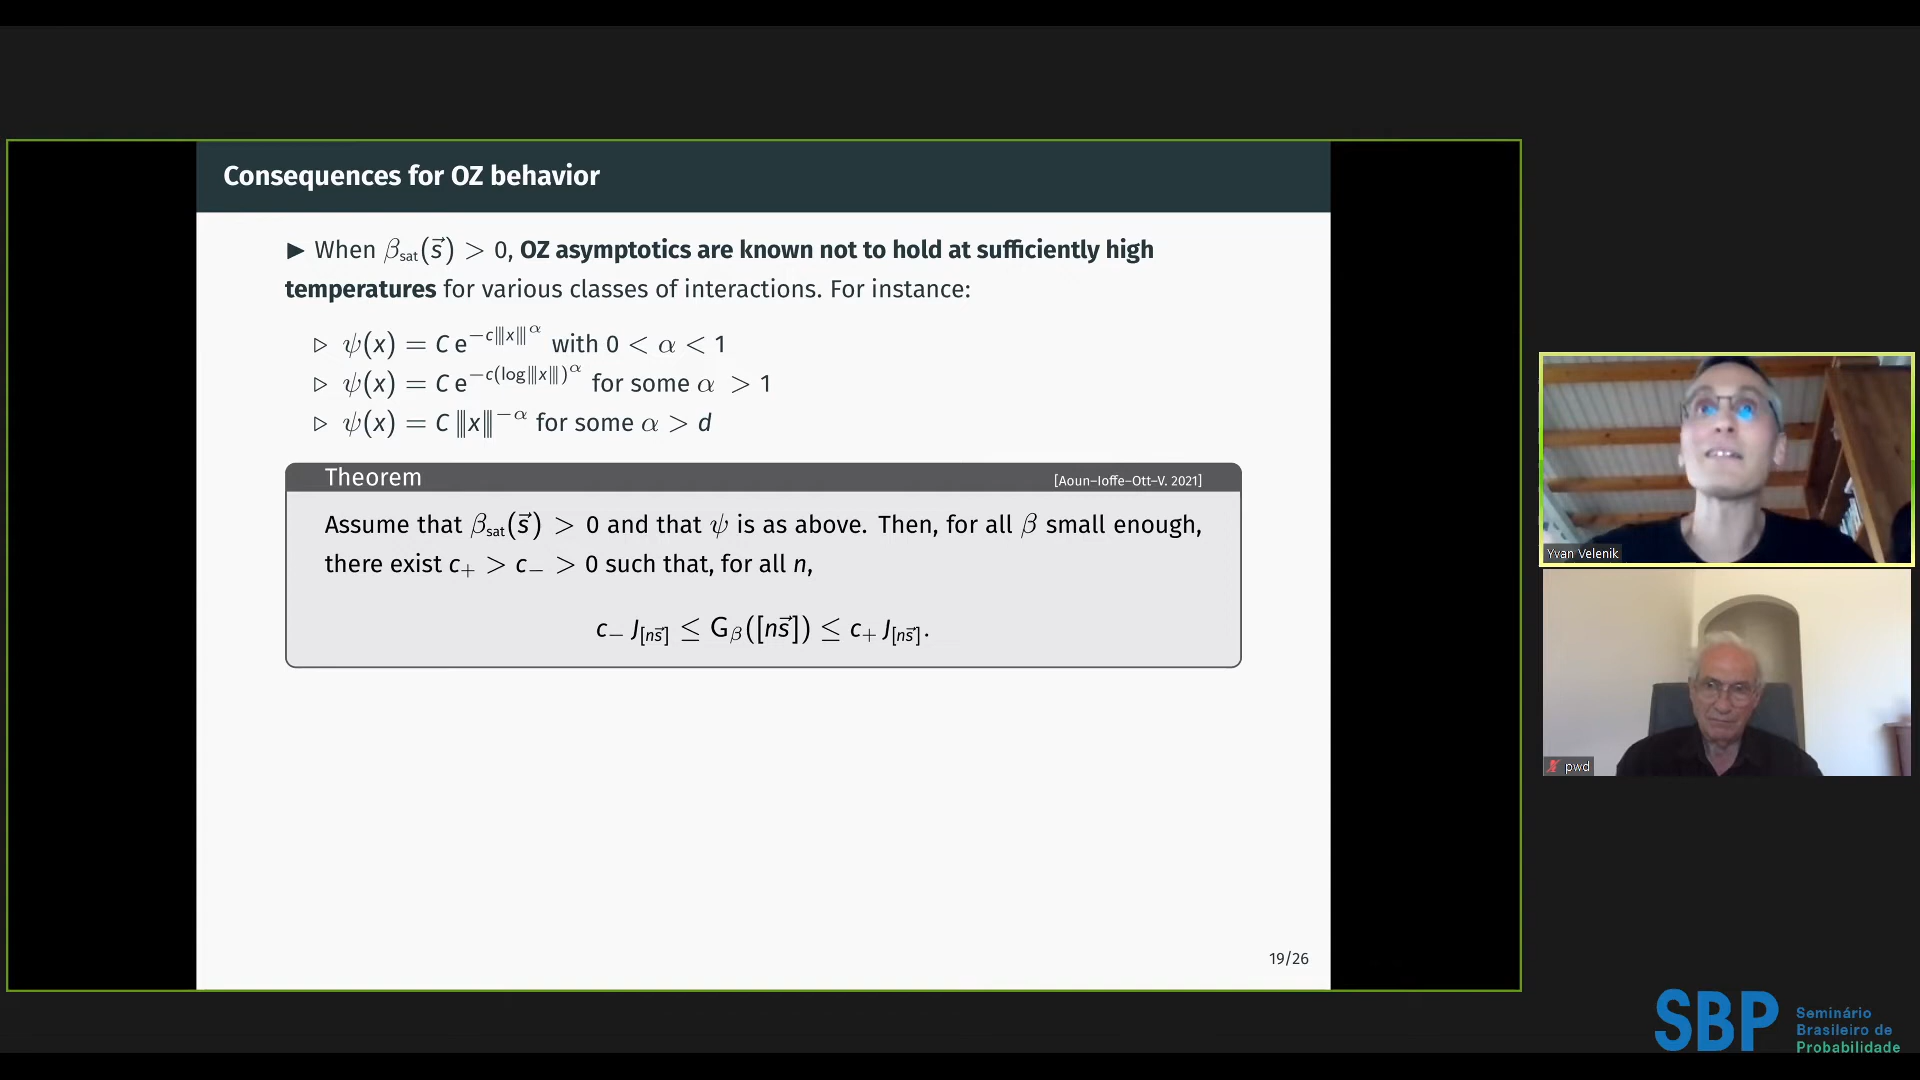 Consequences for OZ behavior
▶ When β_sat(s⃗) > 0, OZ asymptotics are known not to hold at sufficiently high
temperatures for various classes of interactions. For instance:
▷ ψ(x) = C e^{−c⦀x⦀^α} with 0 < α < 1
▷ ψ(x) = C e^{−c(log⦀x⦀)^α} for some α > 1
▷ ψ(x) = C ⦀x⦀^{−α} for some α > d
Theorem [Aoun–Ioffe–Ott–V. 2021]
Assume that β_sat(s⃗) > 0 and that ψ is as above. Then, for all β small enough,
there exist c₊ > c₋ > 0 such that, for all n,
c₋ J_{[ns⃗]} ≤ G_β([ns⃗]) ≤ c₊ J_{[ns⃗]}.
19/26
Yvan Velenik
pwd
SBP
Seminário
Brasileiro de
Probabilidade